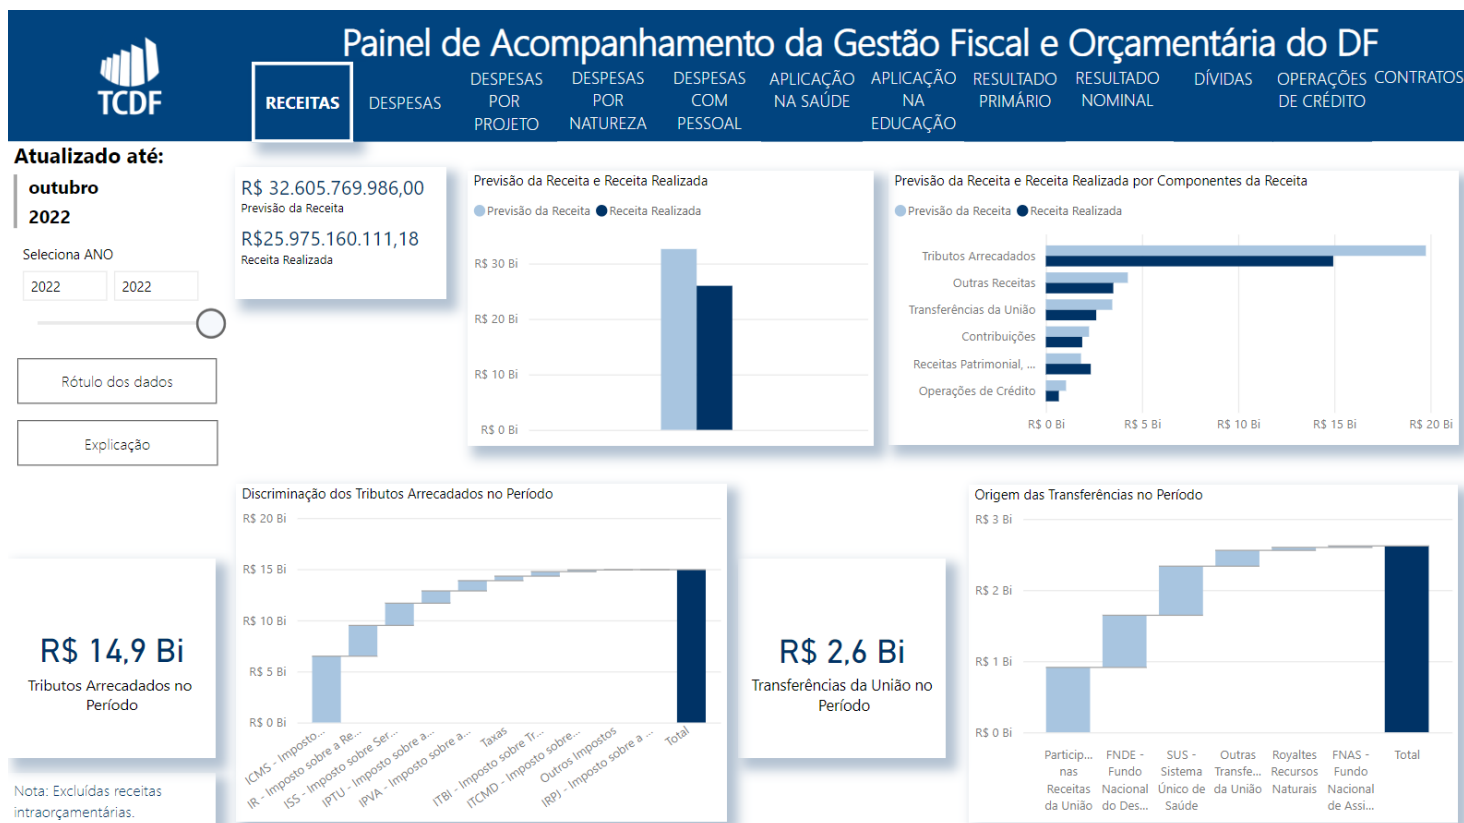 Painel de Acompanhamento da Gestão Fiscal e Orçamentária do DF
TCDF
RECEITAS
DESPESAS
DESPESAS
POR
PROJETO
DESPESAS
POR
NATUREZA
DESPESAS
COM
PESSOAL
APLICAÇÃO
NA SAÚDE
APLICAÇÃO
NA
EDUCAÇÃO
RESULTADO
PRIMÁRIO
RESULTADO
NOMINAL
DÍVIDAS
OPERAÇÕES
DE CRÉDITO
CONTRATOS
Atualizado até:
outubro
2022
Seleciona ANO
2022
2022
Rótulo dos dados
Explicação
R$ 32.605.769.986,00
Previsão da Receita
R$25.975.160.111,18
Receita Realizada
Previsão da Receita e Receita Realizada
Previsão da Receita Receita Realizada
R$ 30 Bi
R$ 20 Bi
R$ 10 Bi
R$ 0 Bi
Previsão da Receita e Receita Realizada por Componentes da Receita
Previsão da Receita Receita Realizada
Tributos Arrecadados
Outras Receitas
Transferências da União
Contribuições
Receitas Patrimonial, ...
Operações de Crédito
R$ 0 Bi R$ 5 Bi R$ 10 Bi R$ 15 Bi R$ 20 Bi
R$ 14,9 Bi
Tributos Arrecadados no
Período
Nota: Excluídas receitas
intraorçamentárias.
Discriminação dos Tributos Arrecadados no Período
R$ 20 Bi
R$ 15 Bi
R$ 10 Bi
R$ 5 Bi
R$ 0 Bi
ICMS - Imposto...
IR - Imposto sobre a Re...
ISS - Imposto sobre Ser...
IPTU - Imposto sobre a...
IPVA - Imposto sobre a...
Taxas
ITBI - Imposto sobre Tr...
ITCMD - Imposto sobre...
Outros Impostos
IRPJ - Imposto sobre a ...
Total
R$ 2,6 Bi
Transferências da União no
Período
Origem das Transferências no Período
R$ 3 Bi
R$ 2 Bi
R$ 1 Bi
R$ 0 Bi
Particip...
nas
Receitas
da União
FNDE -
Fundo
Nacional
do Des...
SUS -
Sistema
Único de
Saúde
Outras
Transfe...
da União
Royaltes
Recursos
Naturais
FNAS -
Fundo
Nacional
de Assi...
Total